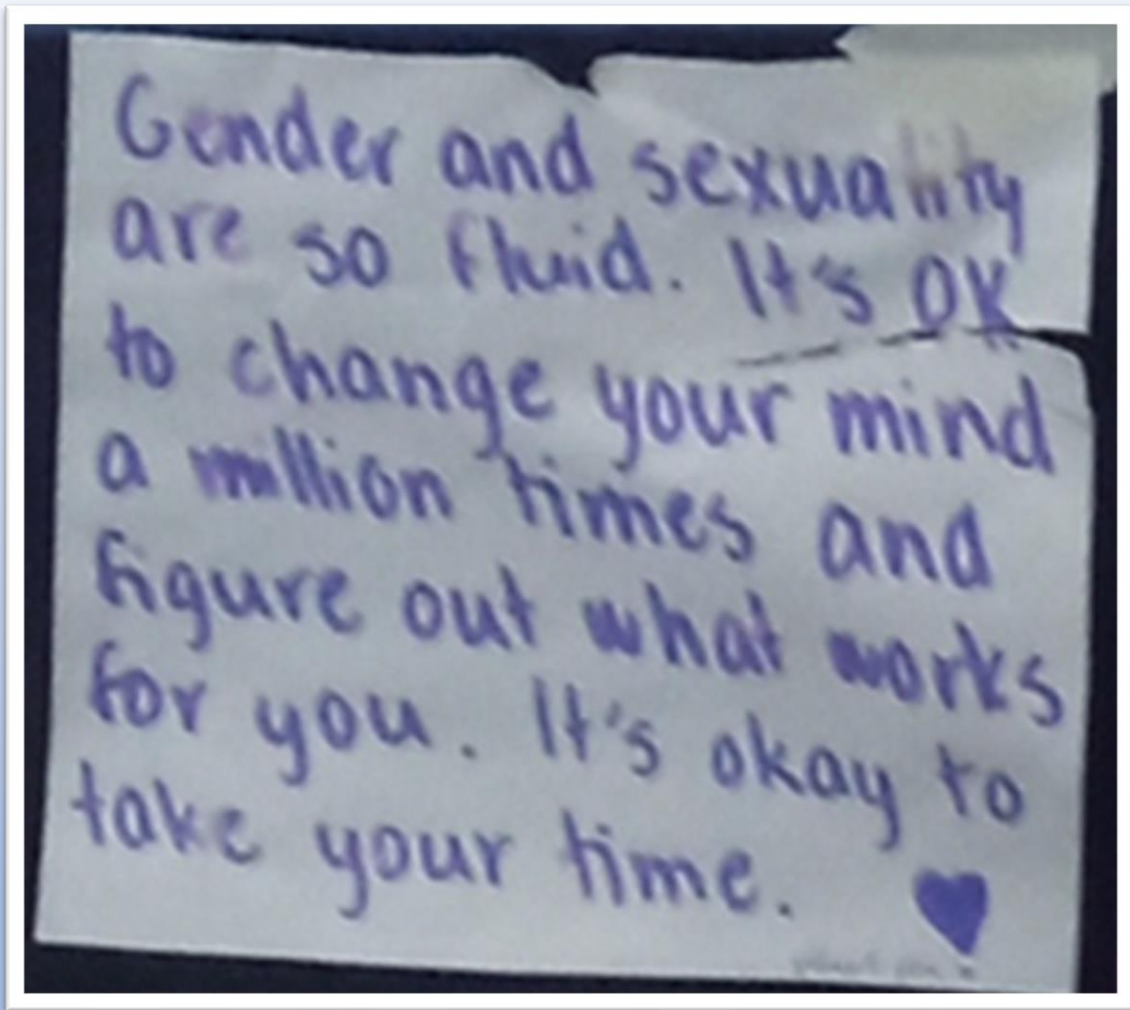 Gender and sexuality
are so fluid. It's OK
to change your mind
a million times and
figure out what works
for you. It's okay to
take your time. ♥